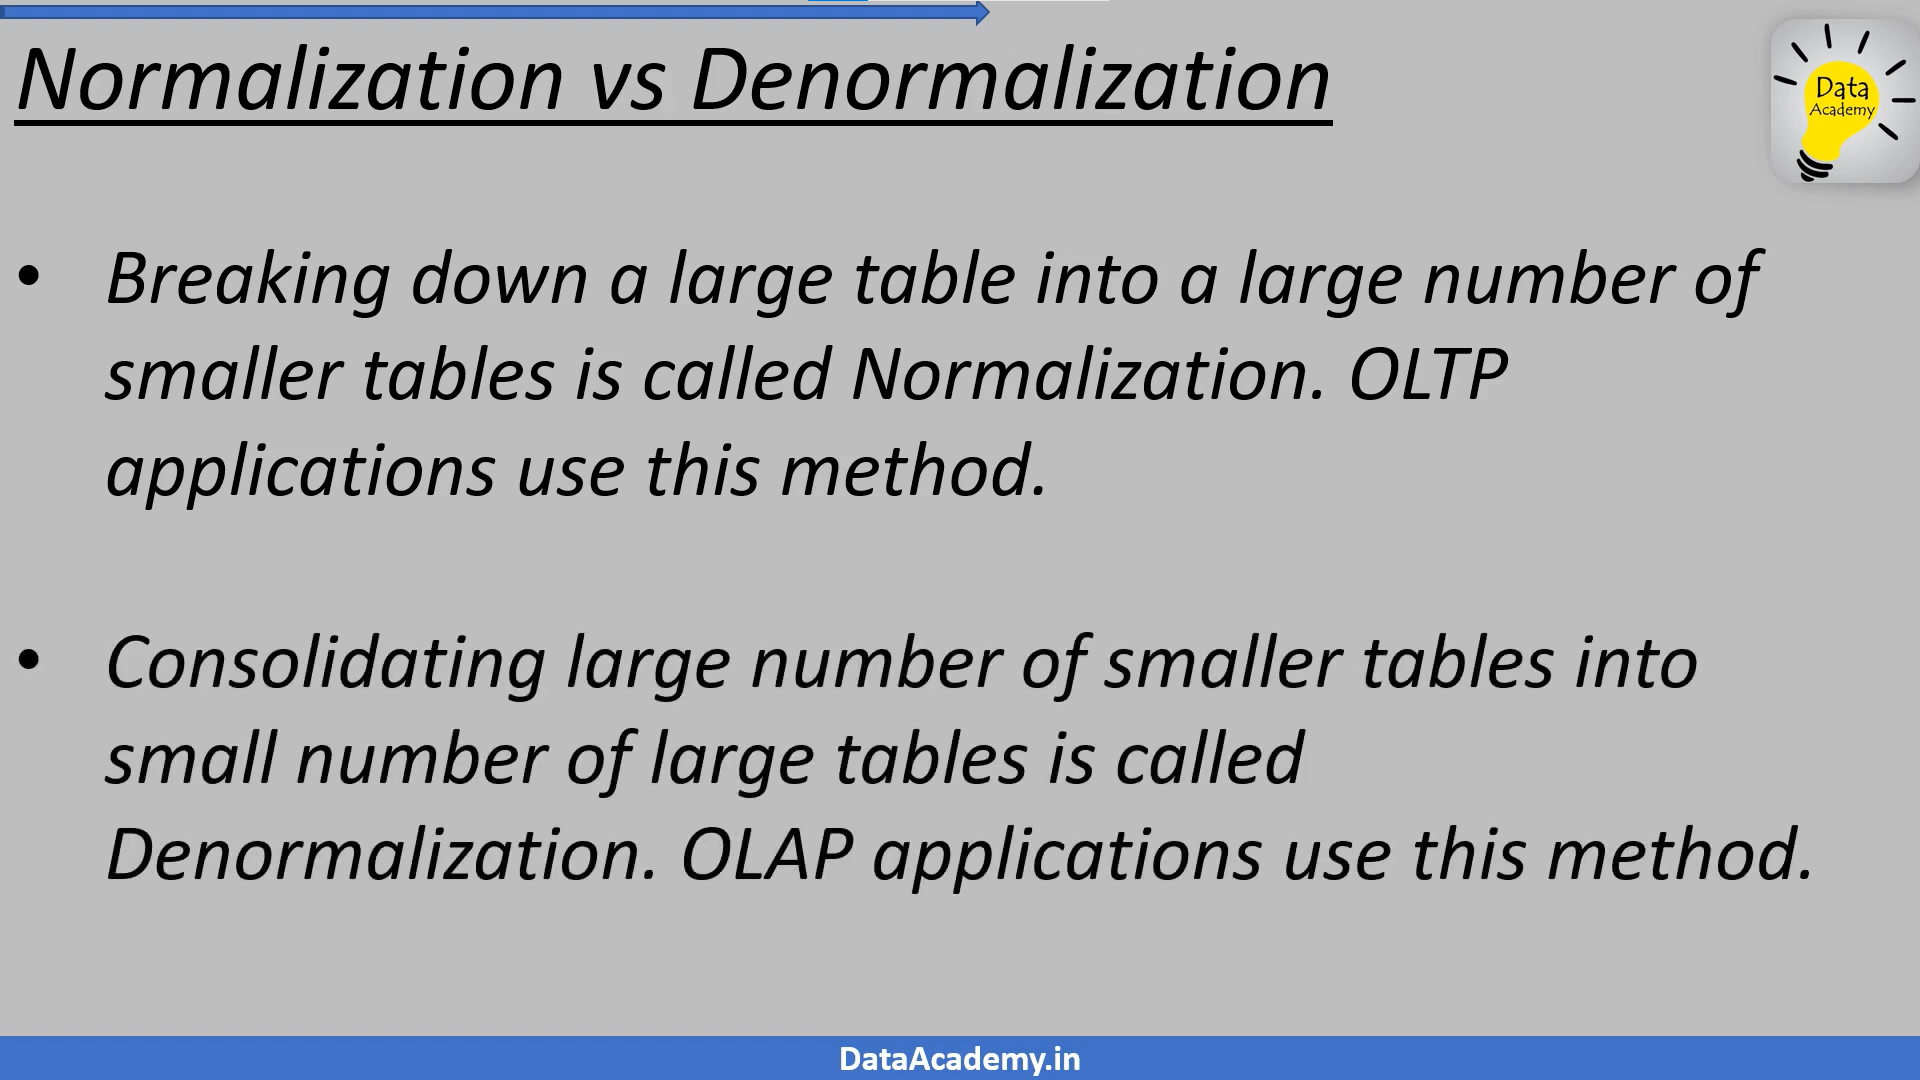 Normalization vs Denormalization
Data
Academy
• Breaking down a large table into a large number of
smaller tables is called Normalization. OLTP
applications use this method.
• Consolidating large number of smaller tables into
small number of large tables is called
Denormalization. OLAP applications use this method.
DataAcademy.in